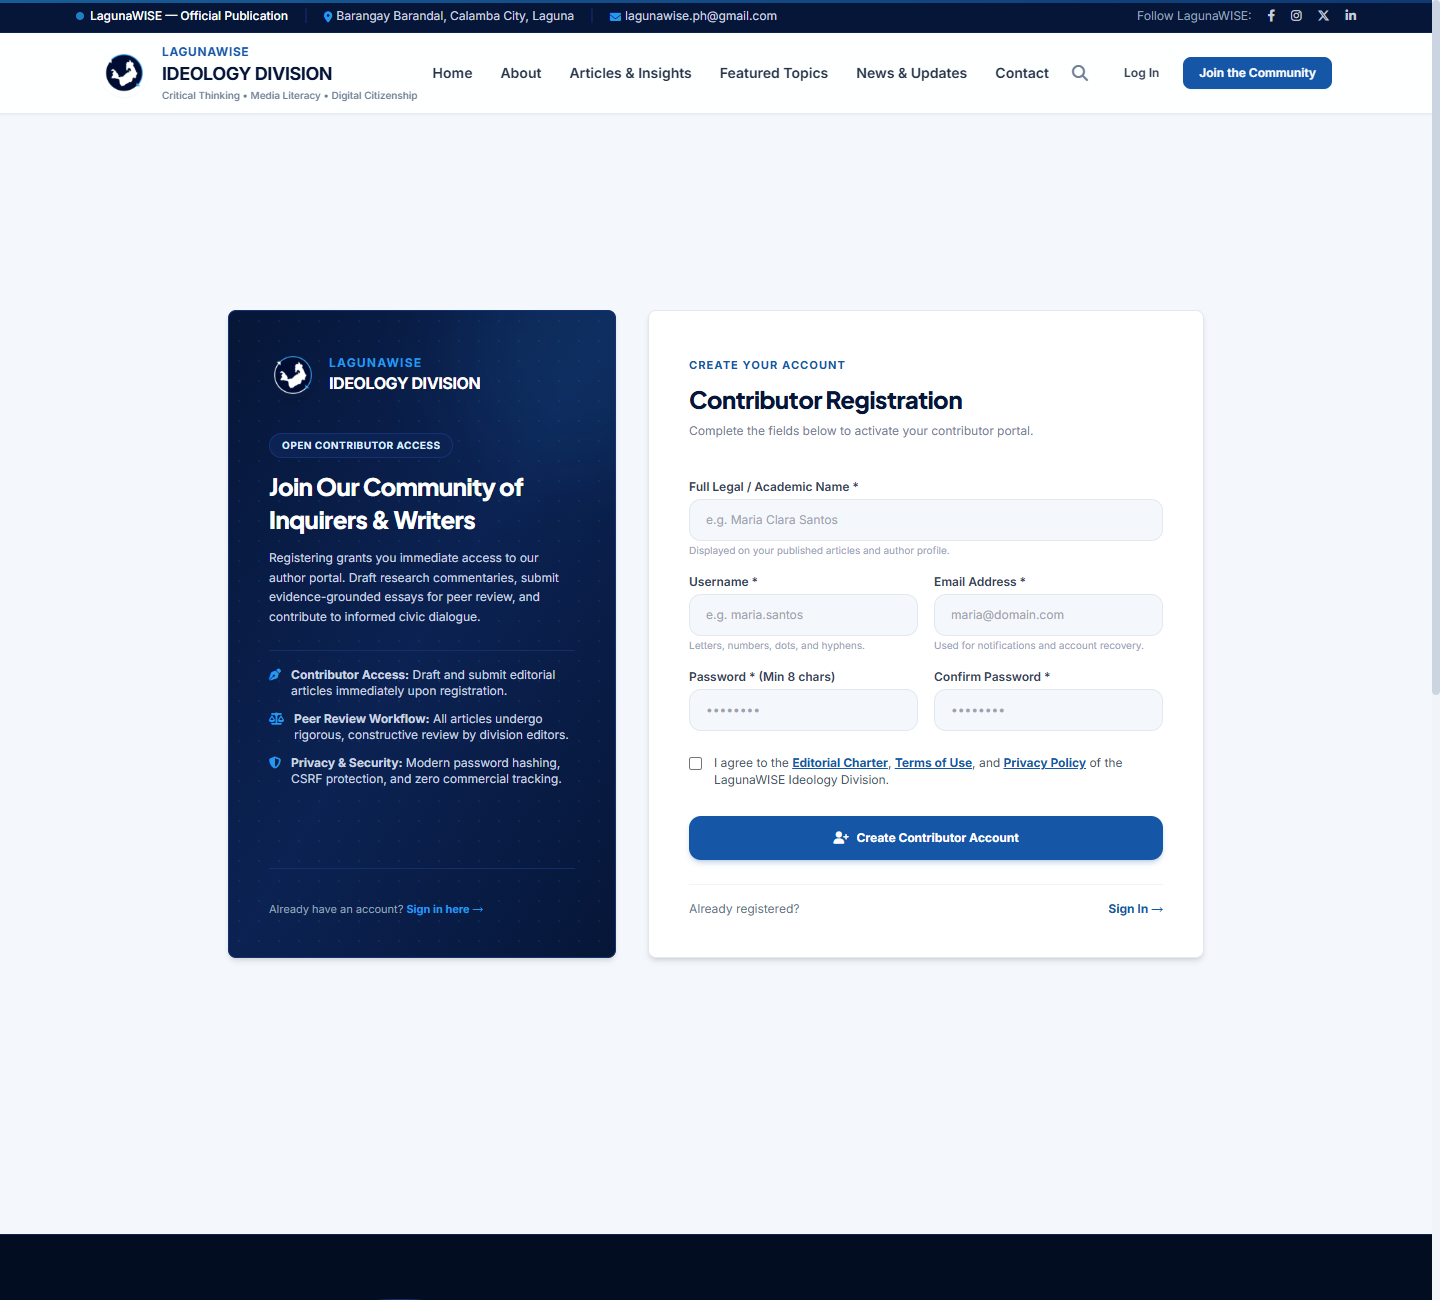 LagunaWISE — Official Publication
Barangay Barandal, Calamba City, Laguna
lagunawise.ph@gmail.com
Follow LagunaWISE:
LAGUNAWISE
IDEOLOGY DIVISION
Critical Thinking • Media Literacy • Digital Citizenship
Home
About
Articles & Insights
Featured Topics
News & Updates
Contact
Log In
Join the Community
LAGUNAWISE
IDEOLOGY DIVISION
OPEN CONTRIBUTOR ACCESS
Join Our Community of
Inquirers & Writers
Registering grants you immediate access to our
author portal. Draft research commentaries, submit
evidence-grounded essays for peer review, and
contribute to informed civic dialogue.
Contributor Access: Draft and submit editorial
articles immediately upon registration.
Peer Review Workflow: All articles undergo
rigorous, constructive review by division editors.
Privacy & Security: Modern password hashing,
CSRF protection, and zero commercial tracking.
Already have an account? Sign in here →
CREATE YOUR ACCOUNT
Contributor Registration
Complete the fields below to activate your contributor portal.
Full Legal / Academic Name *
e.g. Maria Clara Santos
Displayed on your published articles and author profile.
Username *
Email Address *
e.g. maria.santos
maria@domain.com
Letters, numbers, dots, and hyphens.
Used for notifications and account recovery.
Password * (Min 8 chars)
Confirm Password *
••••••••
••••••••
I agree to the Editorial Charter, Terms of Use, and Privacy Policy of the
LagunaWISE Ideology Division.
Create Contributor Account
Already registered?
Sign In →